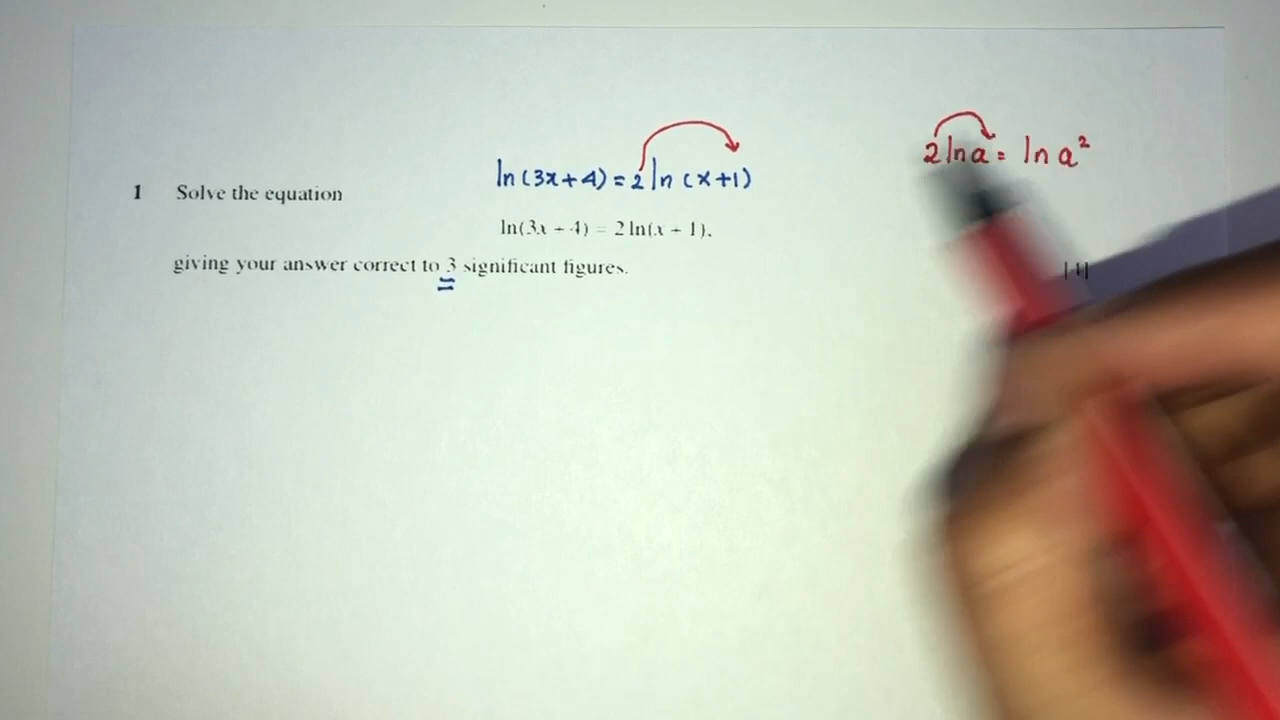 2 ln a = ln a²
ln(3x+4) = 2 ln (x+1)
1 Solve the equation
ln(3x + 4) = 2 ln(x + 1),
giving your answer correct to 3 significant figures.